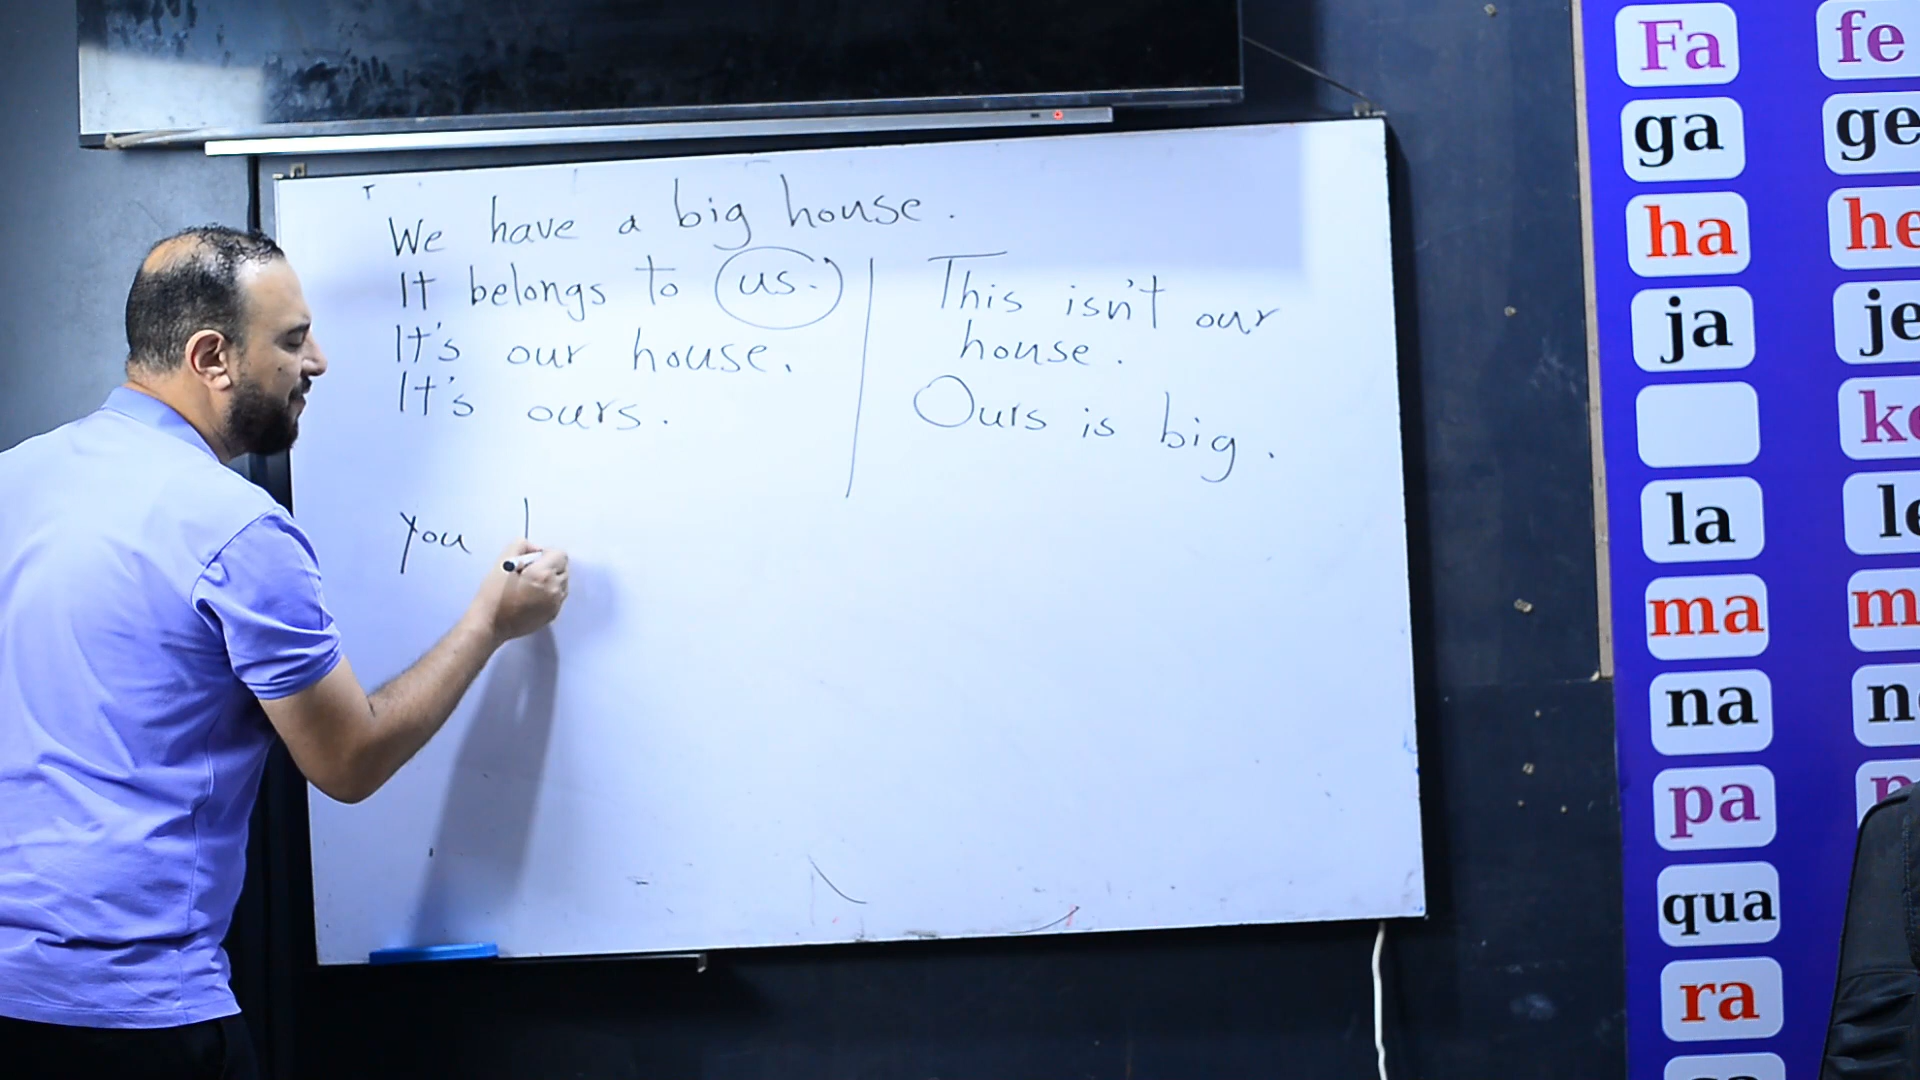 We have a big house.
It belongs to us.
It's our house.
It's ours.
This isn't our
house.
Ours is big.
you
Fa fe
ga ge
ha he
ja je
la le
ma
na
pa
qua
ra